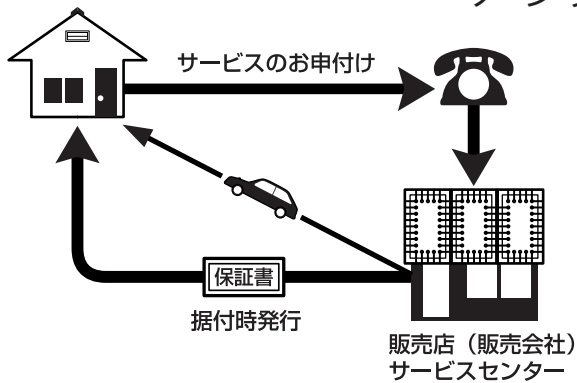 サービスのお申付け
保証書
据付時発行
販売店（販売会社）
サービスセンター